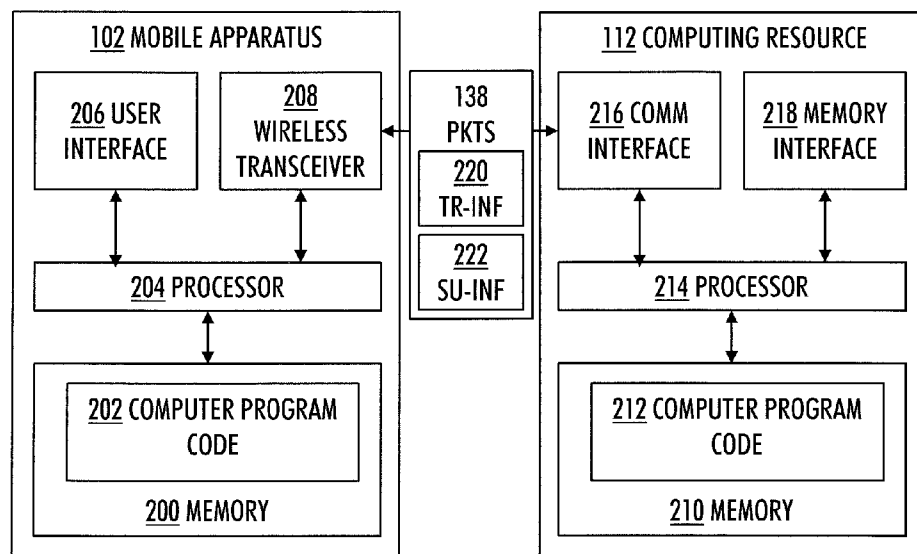 102 MOBILE APPARATUS
206 USER
INTERFACE
208
WIRELESS
TRANSCEIVER
204 PROCESSOR
202 COMPUTER PROGRAM
CODE
200 MEMORY
138
PKTS
220
TR-INF
222
SU-INF
112 COMPUTING RESOURCE
216 COMM
INTERFACE
218 MEMORY
INTERFACE
214 PROCESSOR
212 COMPUTER PROGRAM
CODE
210 MEMORY